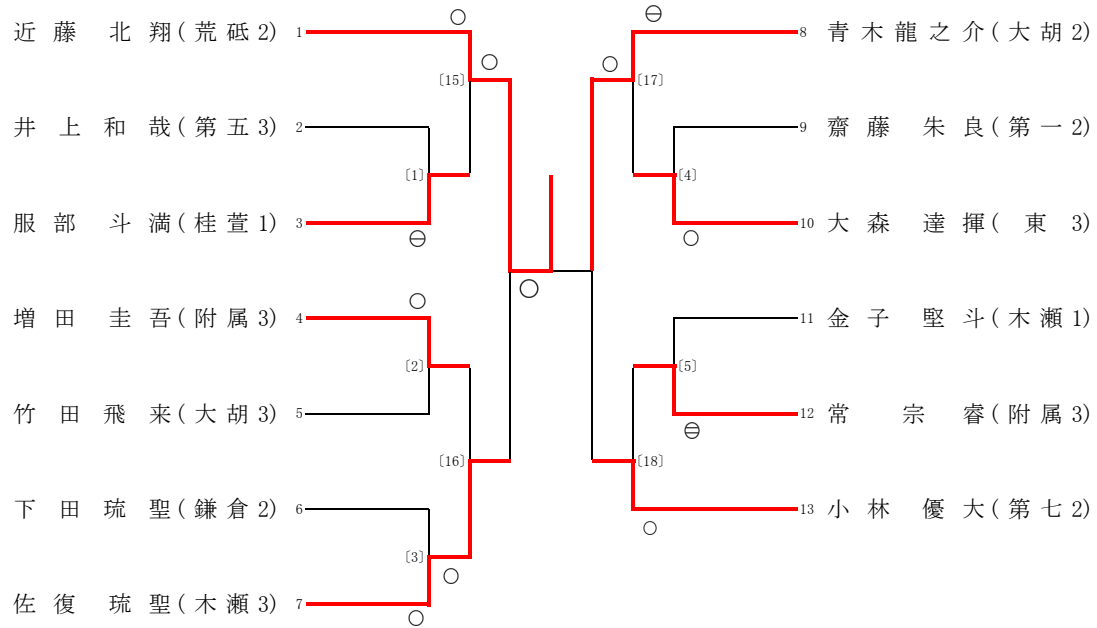 近藤北翔(荒砥2) 1
〔15〕
井上和哉(第五3) 2
〔1〕
服部斗満(桂萱1) 3
増田圭吾(附属3) 4
〔2〕
竹田飛来(大胡3) 5
〔16〕
下田琉聖(鎌倉2) 6
〔3〕
佐復琉聖(木瀬3) 7
8 青木龍之介(大胡2)
〔17〕
9 齋藤朱良(第一2)
〔4〕
10 大森達揮(東3)
11 金子堅斗(木瀬1)
〔5〕
12 常宗睿(附属3)
〔18〕
13 小林優大(第七2)